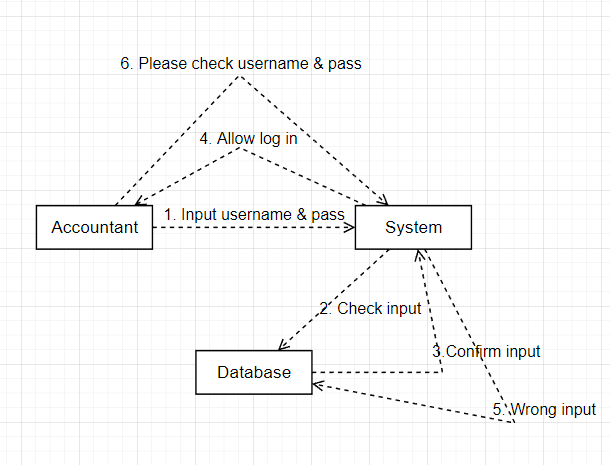 6. Please check username & pass
4. Allow log in
1. Input username & pass
Accountant
System
2. Check input
3.Confirm input
Database
5. Wrong input